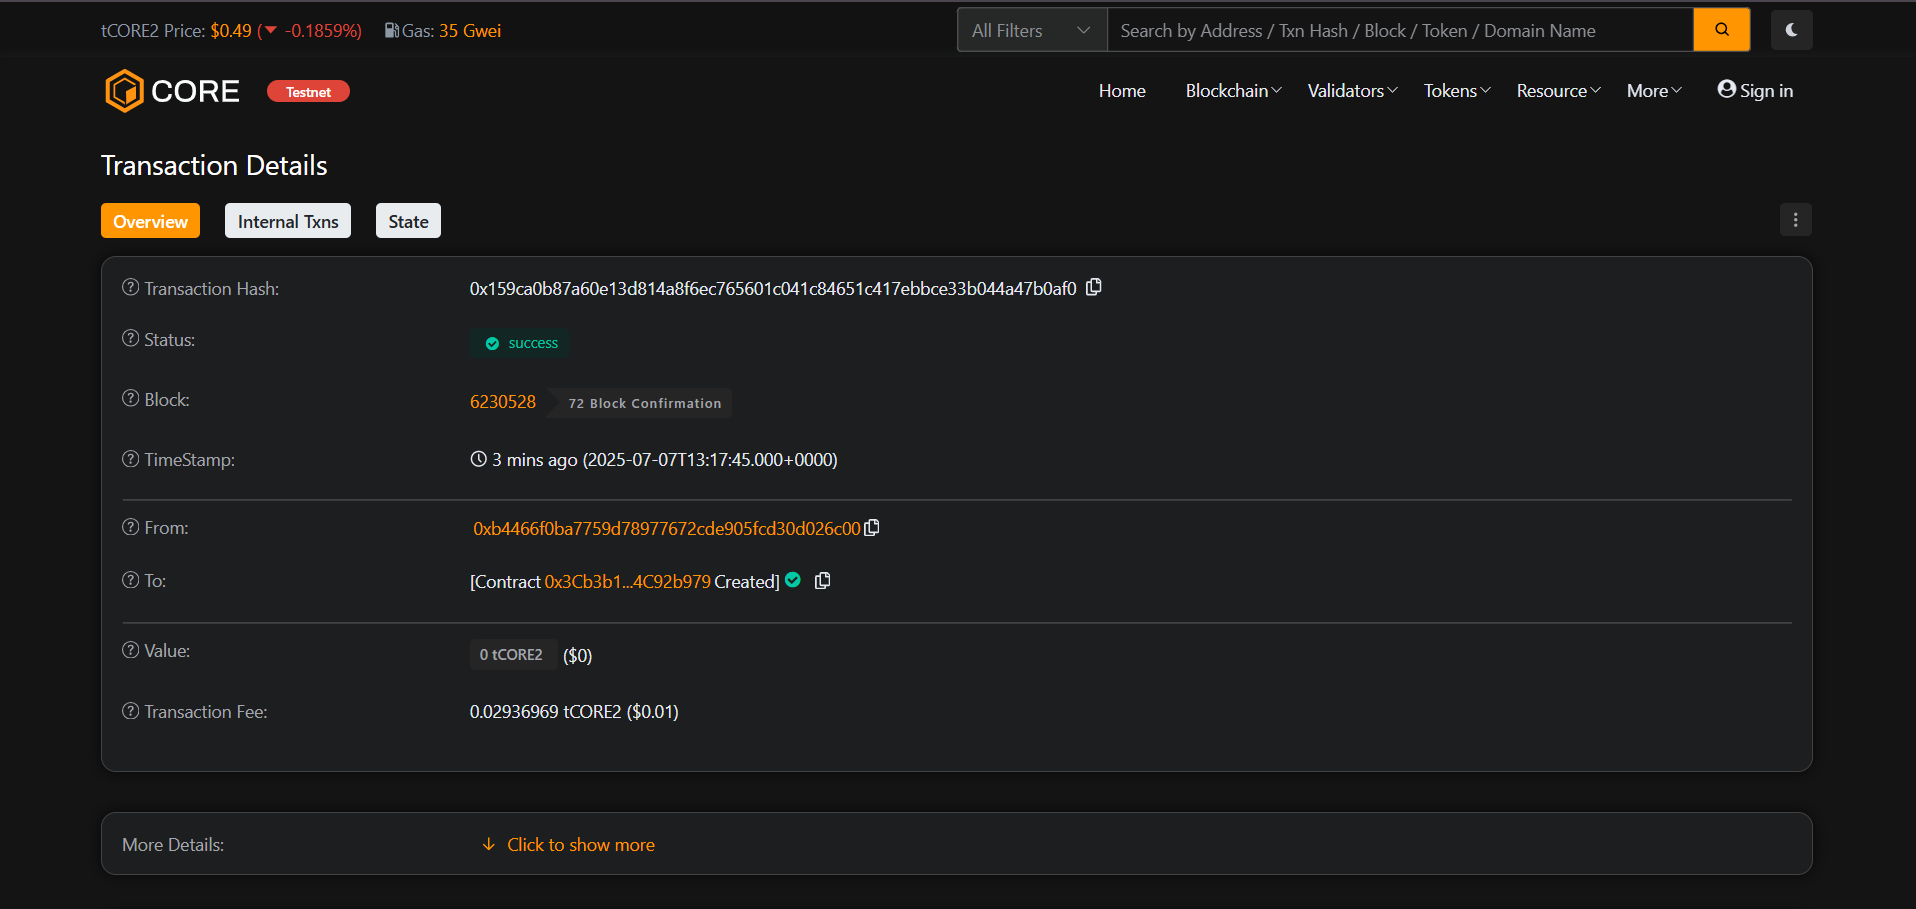 tCORE2 Price: $0.49 (▼ -0.1859%) Gas: 35 Gwei
All Filters
Search by Address / Txn Hash / Block / Token / Domain Name
CORE
Testnet
Home Blockchain Validators Tokens Resource More Sign in
Transaction Details
Overview Internal Txns State
Transaction Hash: 0x159ca0b87a60e13d814a8f6ec765601c041c84651c417ebbce33b044a47b0af0
Status: success
Block: 6230528 72 Block Confirmation
TimeStamp: 3 mins ago (2025-07-07T13:17:45.000+0000)
From: 0xb4466f0ba7759d78977672cde905fcd30d026c00
To: [Contract 0x3Cb3b1...4C92b979 Created]
Value: 0 tCORE2 ($0)
Transaction Fee: 0.02936969 tCORE2 ($0.01)
More Details: Click to show more